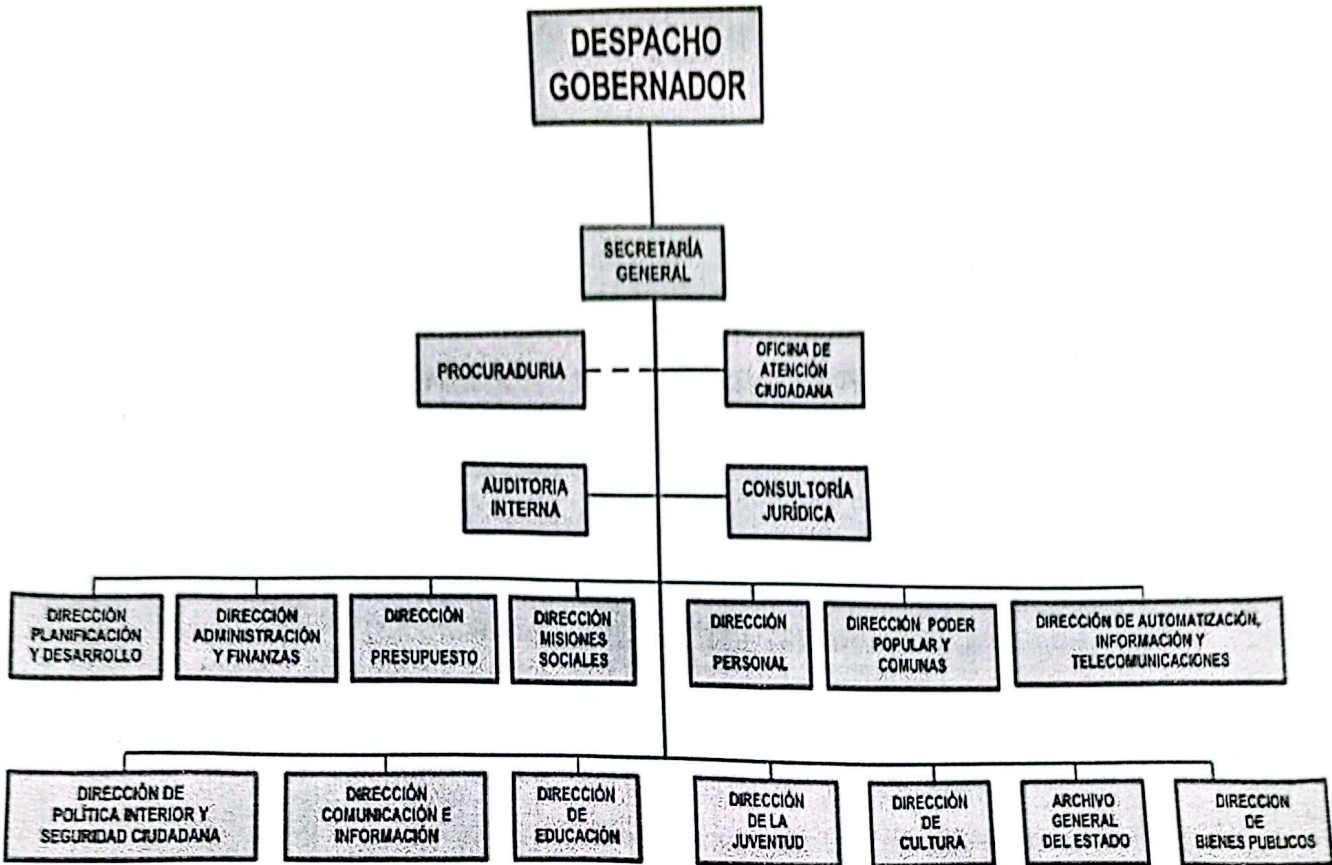 DESPACHO
GOBERNADOR
SECRETARÍA
GENERAL
PROCURADURIA
OFICINA DE
ATENCIÓN
CIUDADANA
AUDITORIA
INTERNA
CONSULTORÍA
JURÍDICA
DIRECCIÓN
PLANIFICACIÓN
Y DESARROLLO
DIRECCIÓN
ADMINISTRACIÓN
Y FINANZAS
DIRECCIÓN
PRESUPUESTO
DIRECCIÓN
MISIONES
SOCIALES
DIRECCIÓN
PERSONAL
DIRECCIÓN PODER
POPULAR Y
COMUNAS
DIRECCIÓN DE AUTOMATIZACIÓN,
INFORMACIÓN Y
TELECOMUNICACIONES
DIRECCIÓN DE
POLÍTICA INTERIOR Y
SEGURIDAD CIUDADANA
DIRECCIÓN
COMUNICACIÓN E
INFORMACIÓN
DIRECCIÓN
DE
EDUCACIÓN
DIRECCIÓN
DE LA
JUVENTUD
DIRECCIÓN
DE
CULTURA
ARCHIVO
GENERAL
DEL ESTADO
DIRECCION
DE
BIENES PUBLICOS